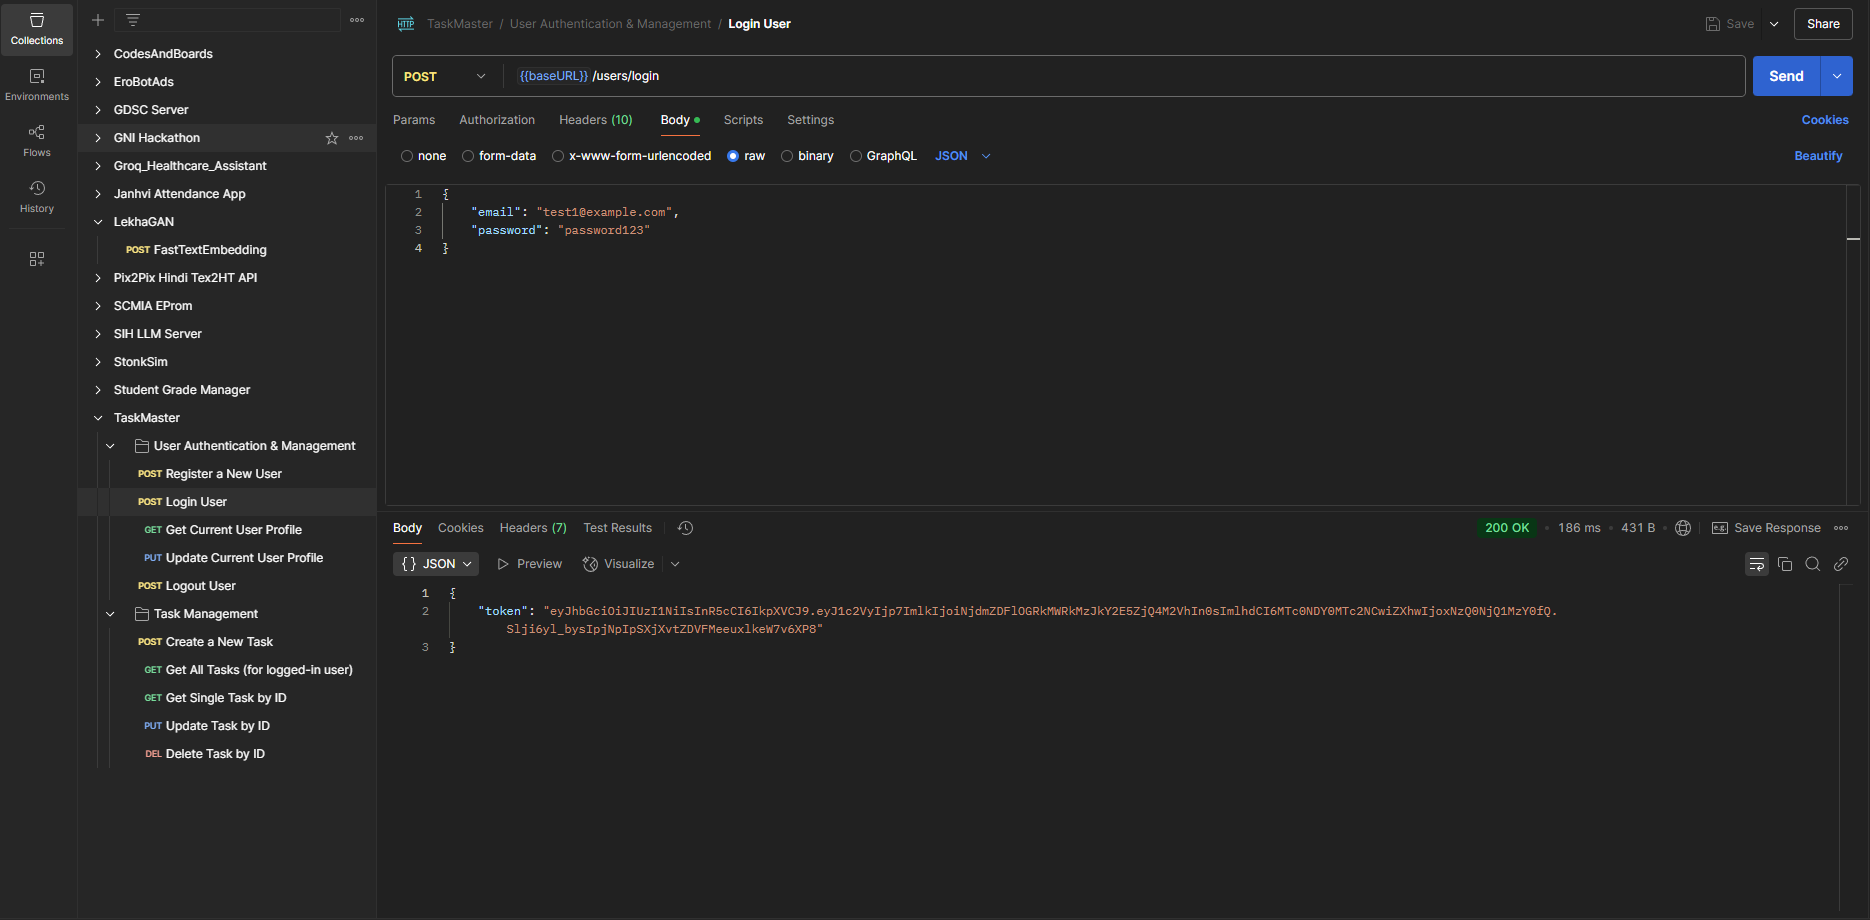 Collections
Environments
Flows
History
CodesAndBoards
EroBotAds
GDSC Server
GNI Hackathon
Groq_Healthcare_Assistant
Janhvi Attendance App
LekhaGAN
POST FastTextEmbedding
Pix2Pix Hindi Tex2HT API
SCMIA EProm
SIH LLM Server
StonkSim
Student Grade Manager
TaskMaster
User Authentication & Management
POST Register a New User
POST Login User
GET Get Current User Profile
PUT Update Current User Profile
POST Logout User
Task Management
POST Create a New Task
GET Get All Tasks (for logged-in user)
GET Get Single Task by ID
PUT Update Task by ID
DEL Delete Task by ID
HTTP TaskMaster / User Authentication & Management / Login User Save Share
POST {{baseURL}} /users/login Send
Params Authorization Headers (10) Body Scripts Settings Cookies
none form-data x-www-form-urlencoded raw binary GraphQL JSON Beautify
1 {
2 "email": "test1@example.com",
3 "password": "password123"
4 }
Body Cookies Headers (7) Test Results 200 OK 186 ms 431 B e.g. Save Response
{} JSON Preview Visualize
1 {
2 "token": "eyJhbGciOiJIUzI1NiIsInR5cCI6IkpXVCJ9.eyJ1c2VyIjp7ImlkIjoiNjdmZDFlOGRkMWRkMzJkY2E5ZjQ4M2VhIn0sImlhdCI6MTc0NDY0MTc2NCwiZXhwIjoxNzQ0NjQ1MzY0fQ.
Slji6yl_bysIpjNpIpSXjXvtZDVFMeeuxlkeW7v6XP8"
3 }